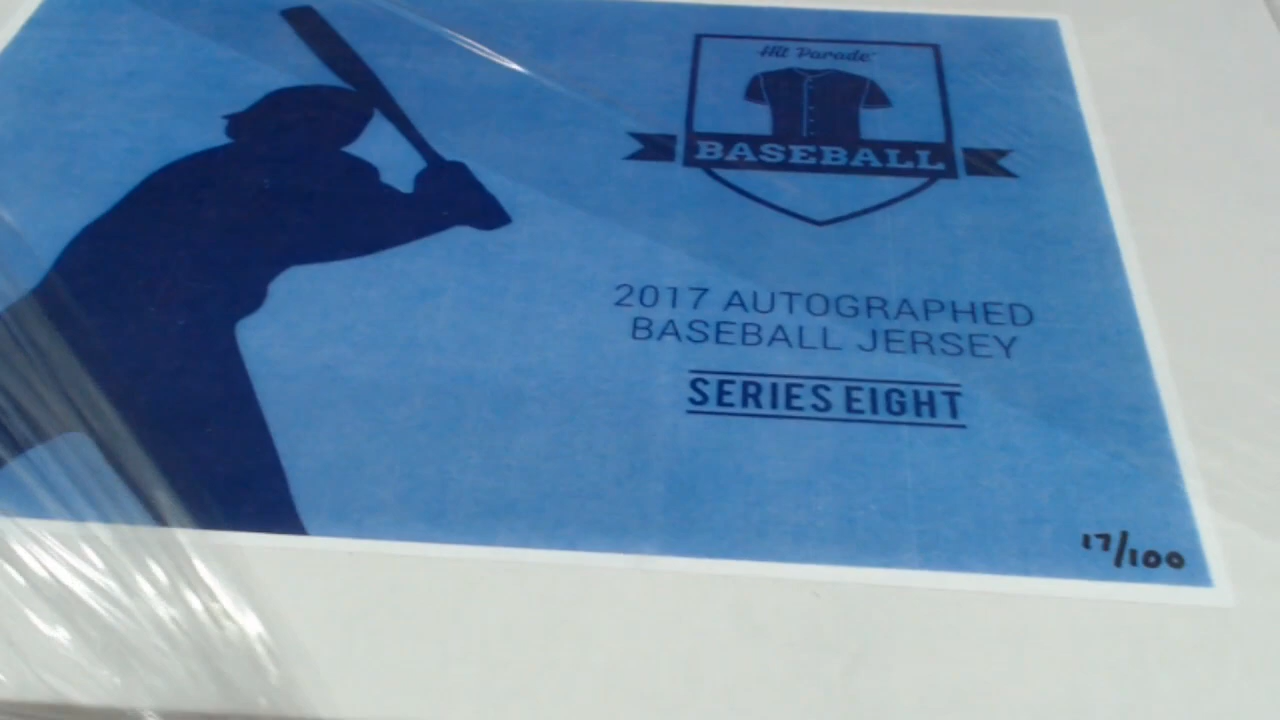 Hit Parade
BASEBALL
2017 AUTOGRAPHED
BASEBALL JERSEY
SERIES EIGHT
17/100